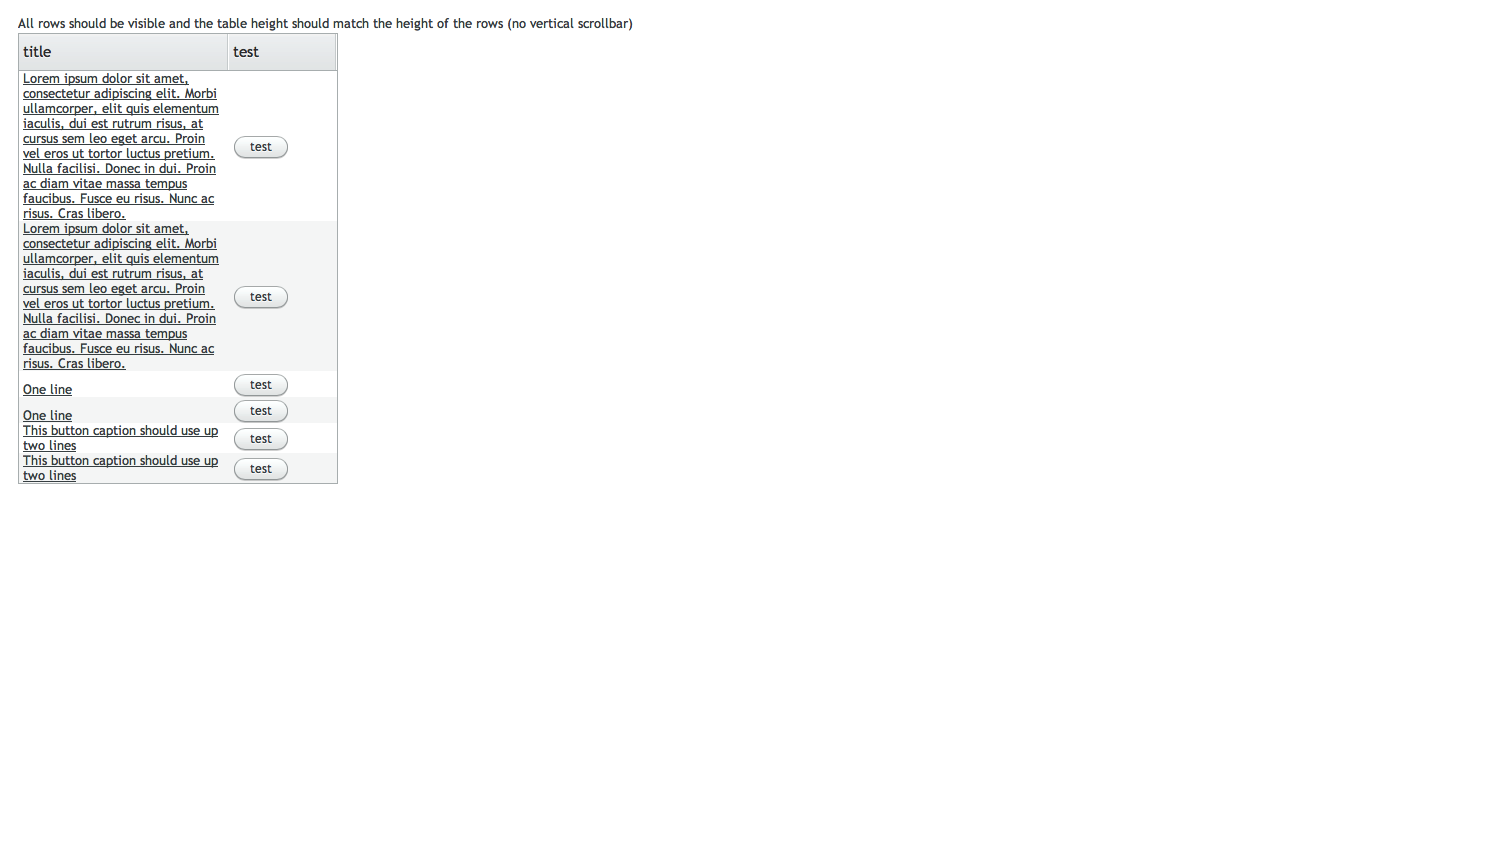 All rows should be visible and the table height should match the height of the rows (no vertical scrollbar)
title test
Lorem ipsum dolor sit amet,
consectetur adipiscing elit. Morbi
ullamcorper, elit quis elementum
iaculis, dui est rutrum risus, at
cursus sem leo eget arcu. Proin
vel eros ut tortor luctus pretium.
Nulla facilisi. Donec in dui. Proin
ac diam vitae massa tempus
faucibus. Fusce eu risus. Nunc ac
risus. Cras libero.
test
Lorem ipsum dolor sit amet,
consectetur adipiscing elit. Morbi
ullamcorper, elit quis elementum
iaculis, dui est rutrum risus, at
cursus sem leo eget arcu. Proin
vel eros ut tortor luctus pretium.
Nulla facilisi. Donec in dui. Proin
ac diam vitae massa tempus
faucibus. Fusce eu risus. Nunc ac
risus. Cras libero.
test
One line test
One line test
This button caption should use up
two lines
test
This button caption should use up
two lines
test